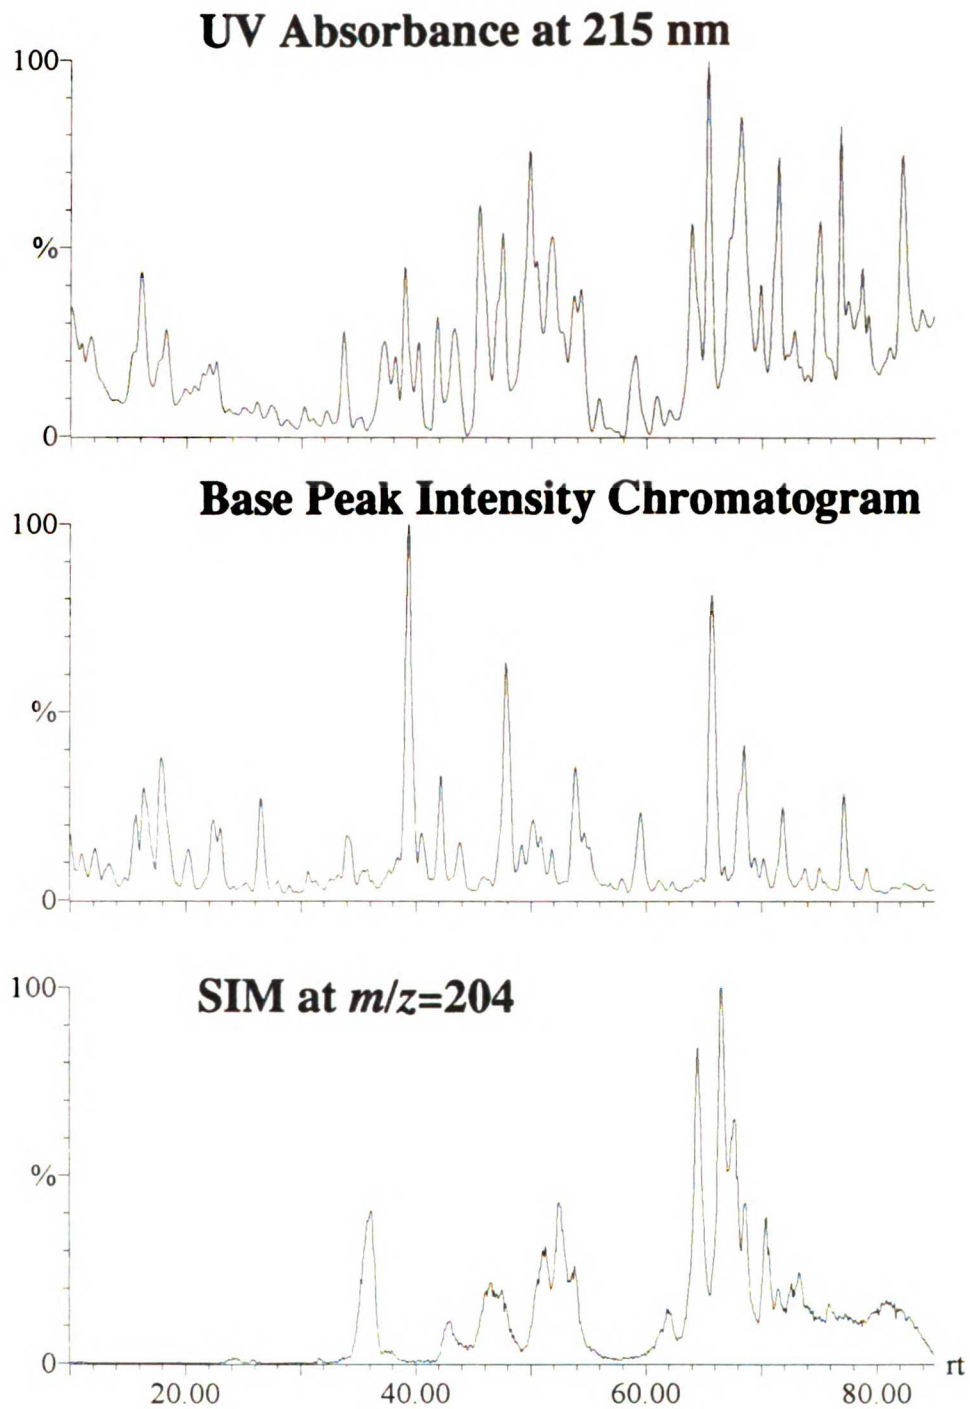 UV Absorbance at 215 nm
100
%
0
Base Peak Intensity Chromatogram
100
%
0
SIM at m/z=204
100
%
0
rt
20.00 40.00 60.00 80.00